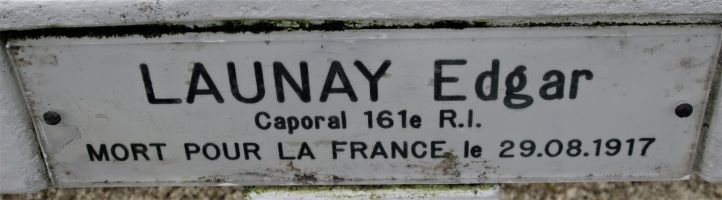 LAUNAY Edgar
Caporal 161e R.I.
MORT POUR LA FRANCE le 29.08.1917